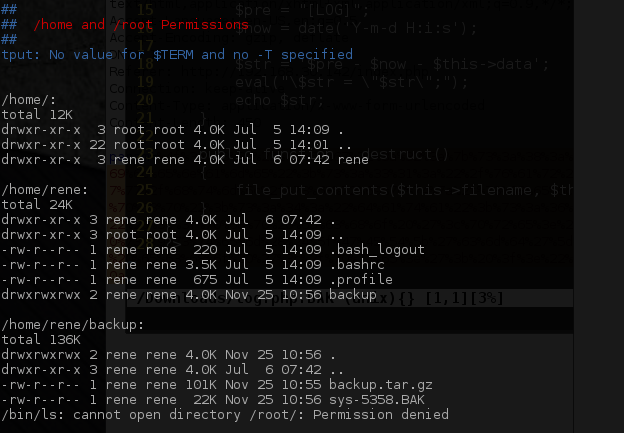 ##
## /home and /root Permissions
##
tput: No value for $TERM and no -T specified
/home/:
total 12K
drwxr-xr-x 3 root root 4.0K Jul 5 14:09 .
drwxr-xr-x 22 root root 4.0K Jul 5 14:01 ..
drwxr-xr-x 3 rene rene 4.0K Jul 6 07:42 rene
/home/rene:
total 24K
drwxr-xr-x 3 rene rene 4.0K Jul 6 07:42 .
drwxr-xr-x 3 root root 4.0K Jul 5 14:09 ..
-rw-r--r-- 1 rene rene 220 Jul 5 14:09 .bash_logout
-rw-r--r-- 1 rene rene 3.5K Jul 5 14:09 .bashrc
-rw-r--r-- 1 rene rene 675 Jul 5 14:09 .profile
drwxrwxrwx 2 rene rene 4.0K Nov 25 10:56 backup
/home/rene/backup:
total 136K
drwxrwxrwx 2 rene rene 4.0K Nov 25 10:56 .
drwxr-xr-x 3 rene rene 4.0K Jul 6 07:42 ..
-rw-r--r-- 1 rene rene 101K Nov 25 10:55 backup.tar.gz
-rw-r--r-- 1 rene rene 22K Nov 25 10:56 sys-5358.BAK
/bin/ls: cannot open directory /root/: Permission denied
15 $pre = "[LOG]";
$now = date('Y-m-d H:i:s');
18 $str = '$pre - $now - $this->data';
19 eval("\$str = \"$str\";");
20 echo $str;
21 }
destruct()
{
25 file_put_contents($this->filename, $th
}
[1,1][3%]